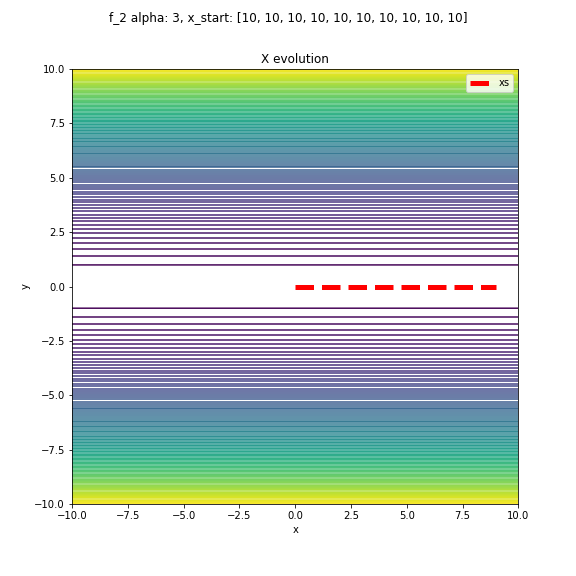 f_2 alpha: 3, x_start: [10, 10, 10, 10, 10, 10, 10, 10, 10, 10]
X evolution
xs
10.0
7.5
5.0
2.5
0.0
−2.5
−5.0
−7.5
−10.0
y
−10.0 −7.5 −5.0 −2.5 0.0 2.5 5.0 7.5 10.0
x